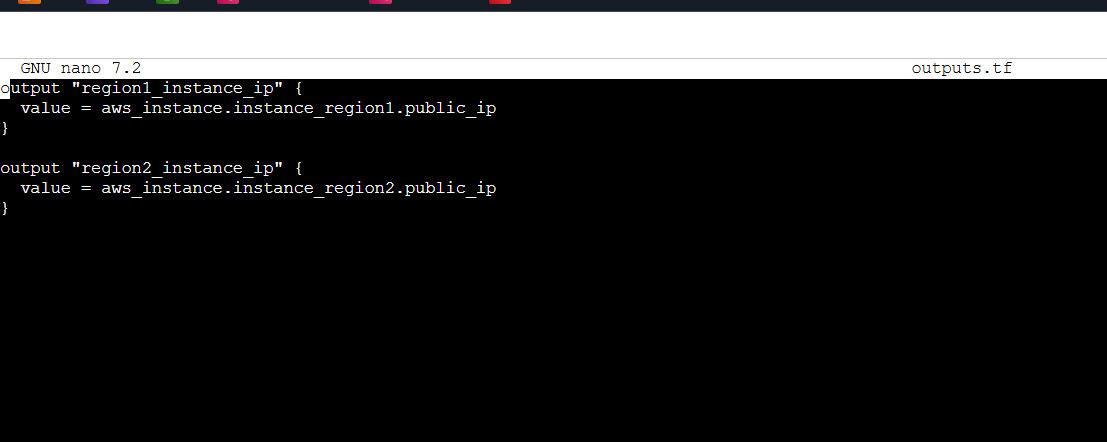 GNU nano 7.2 outputs.tf
output "region1_instance_ip" {
  value = aws_instance.instance_region1.public_ip
}
output "region2_instance_ip" {
  value = aws_instance.instance_region2.public_ip
}